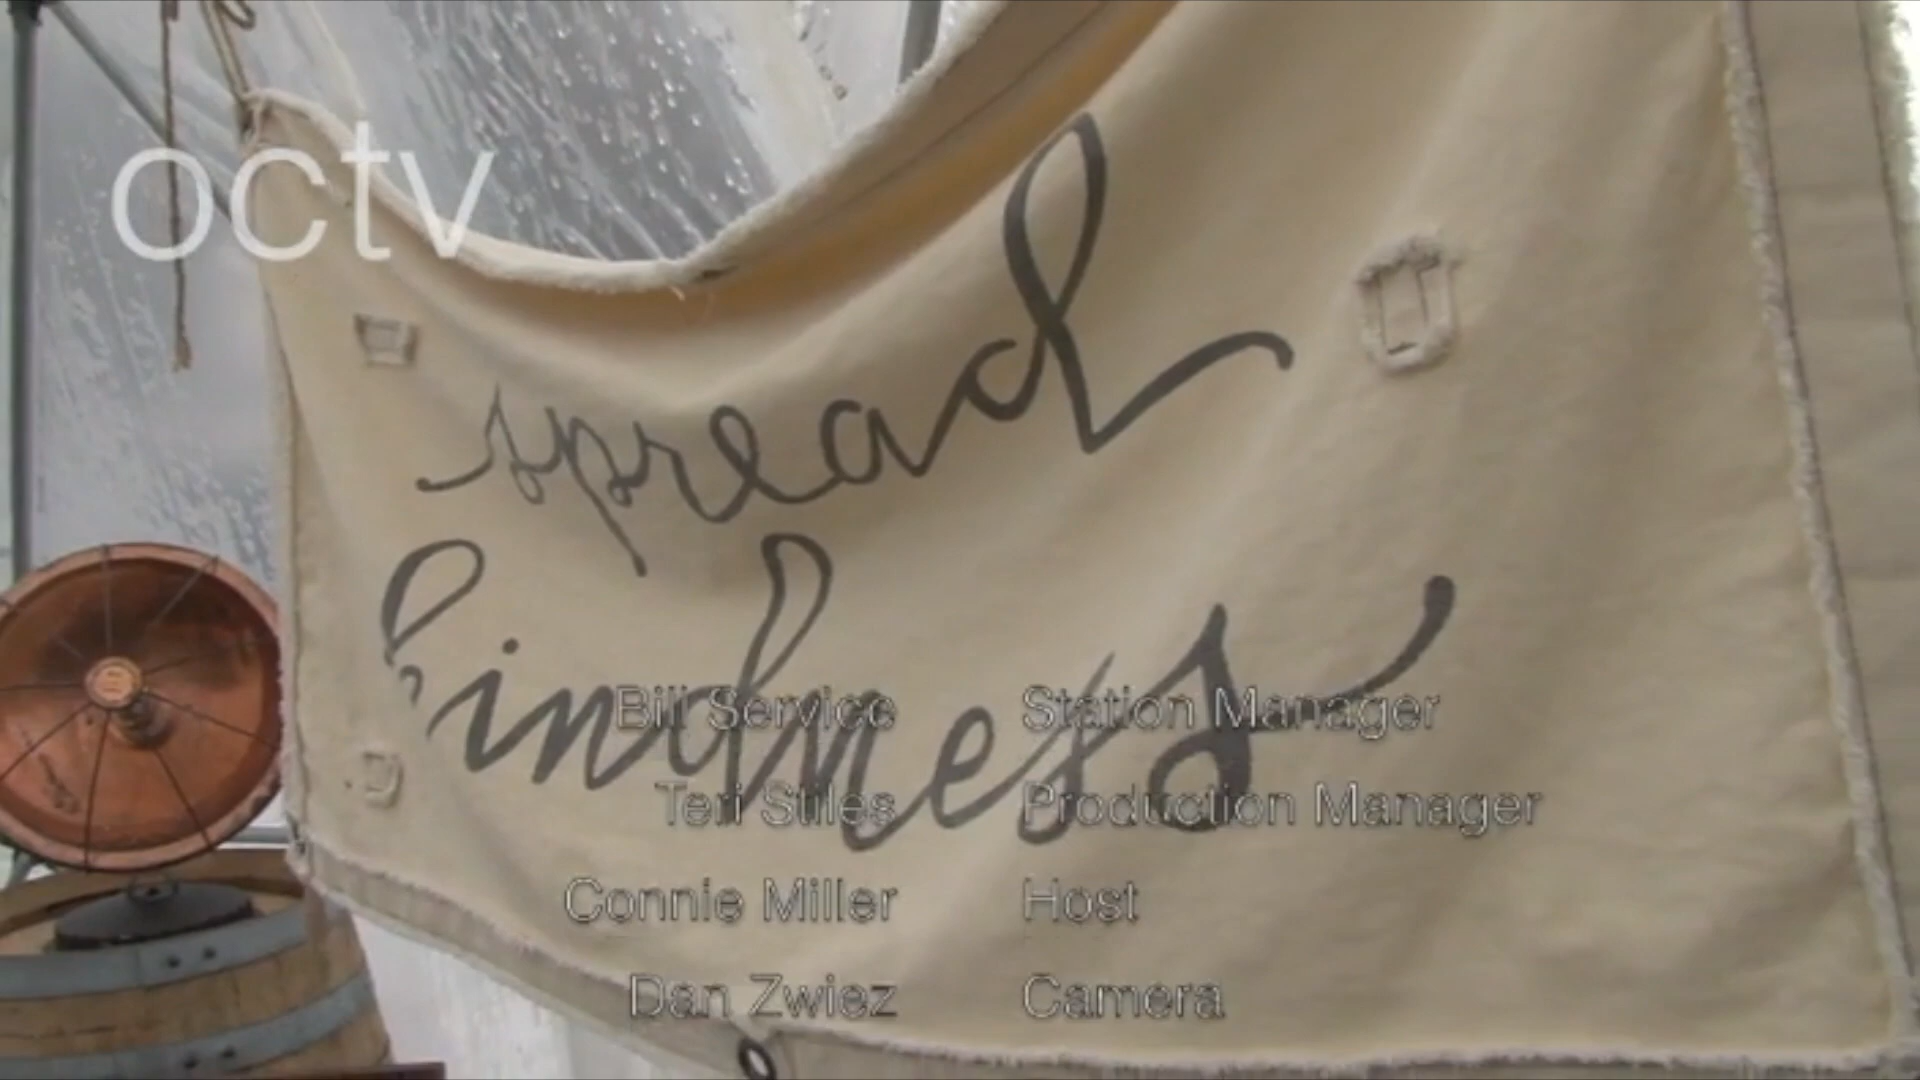 octv
spread
kindness
Bill Service Station Manager
Teri Stiles Production Manager
Connie Miller Host
Dan Zwiez Camera